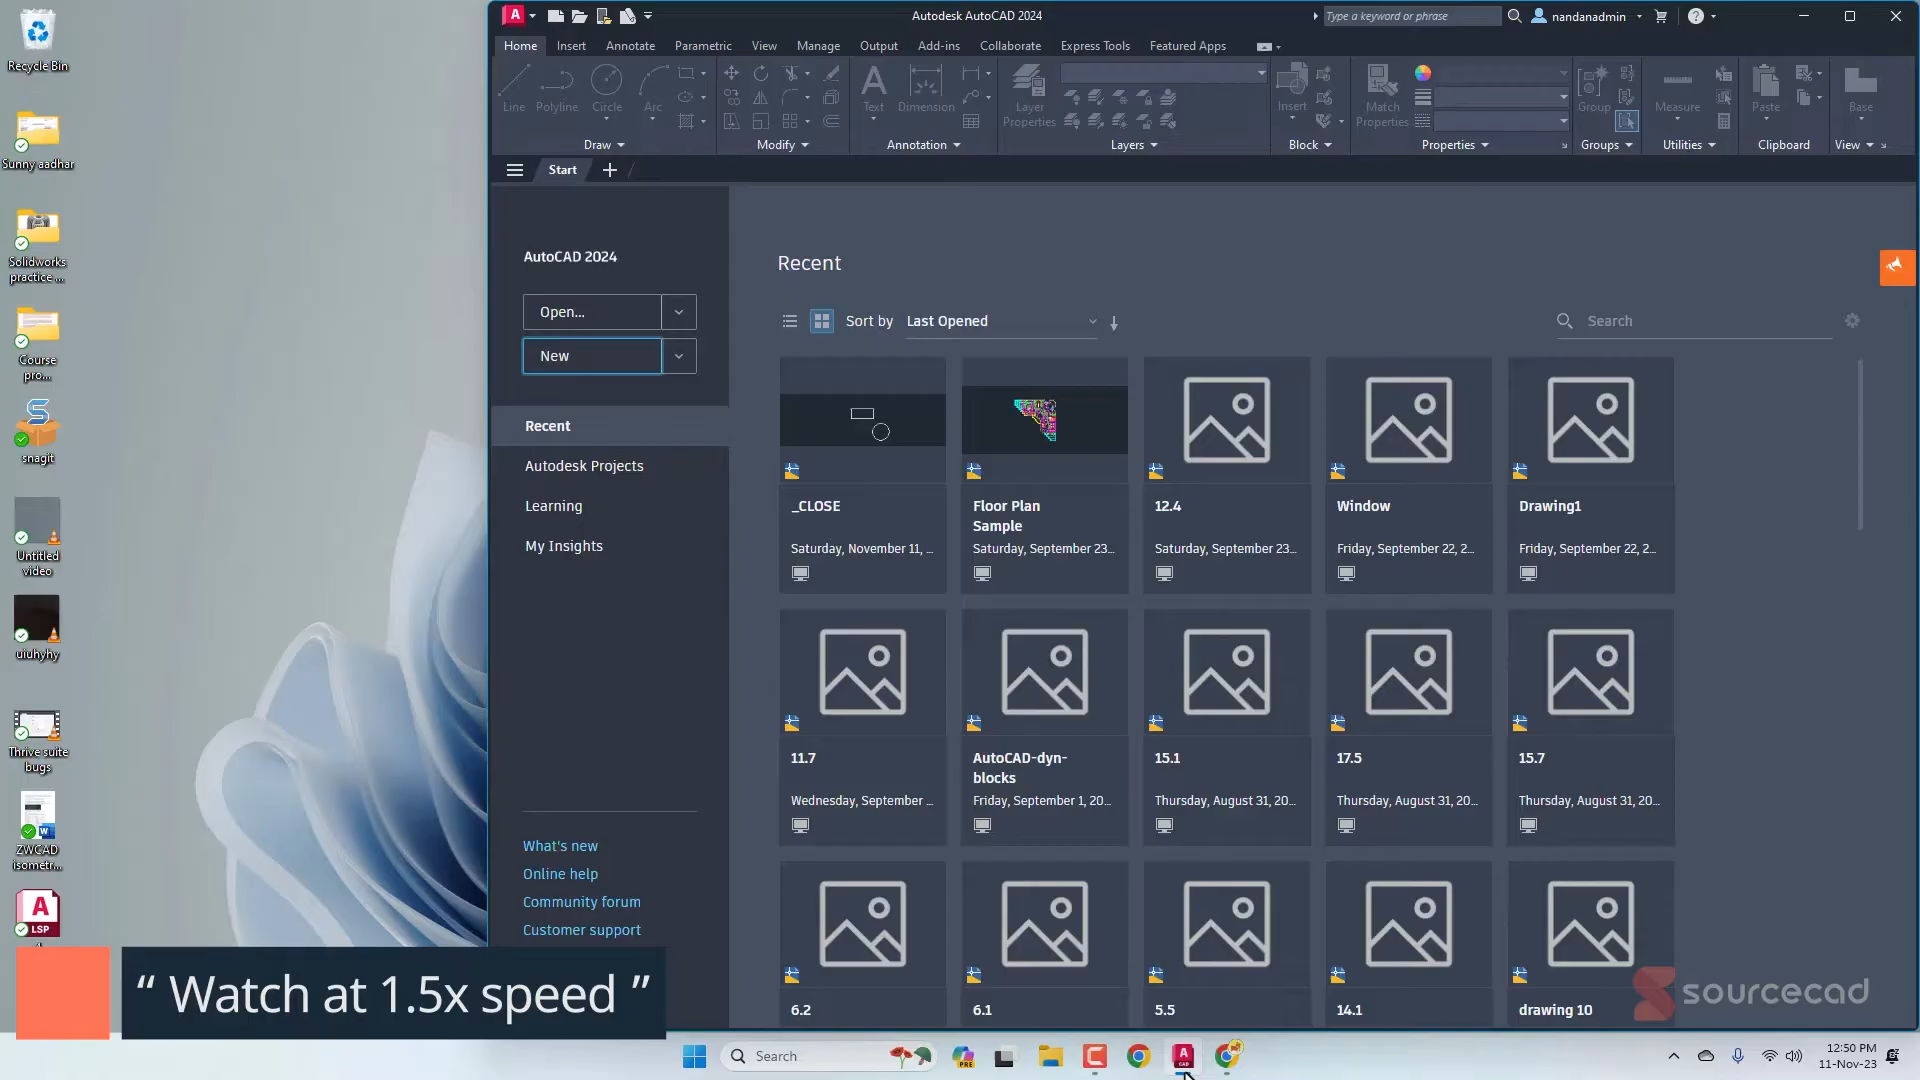 Recycle Bin
Sunny aadhar
Solidworks
practice ...
Course
pro...
snagit
Untitled
video
uiuhyhy
Thrive suite
bugs
ZWCAD
isometr...
A
LSP
A
Autodesk AutoCAD 2024
Type a keyword or phrase
nandanadmin
Home
Insert
Annotate
Parametric
View
Manage
Output
Add-ins
Collaborate
Express Tools
Featured Apps
Line
Polyline
Circle
Arc
Text
Dimension
Layer
Properties
Insert
Match
Properties
Group
Measure
Paste
Base
Draw
Modify
Annotation
Layers
Block
Properties
Groups
Utilities
Clipboard
View
Start
AutoCAD 2024
Open...
New
Recent
Autodesk Projects
Learning
My Insights
What's new
Online help
Community forum
Customer support
Recent
Sort by
Last Opened
Search
_CLOSE
Saturday, November 11, ...
Floor Plan
Sample
Saturday, September 23...
12.4
Saturday, September 23...
Window
Friday, September 22, 2...
Drawing1
Friday, September 22, 2...
11.7
Wednesday, September ...
AutoCAD-dyn-
blocks
Friday, September 1, 20...
15.1
Thursday, August 31, 20...
17.5
Thursday, August 31, 20...
15.7
Thursday, August 31, 20...
6.2
6.1
5.5
14.1
drawing 10
sourcecad
“ Watch at 1.5x speed ”
Search
PRE
A
CAD
12:50 PM
11-Nov-23